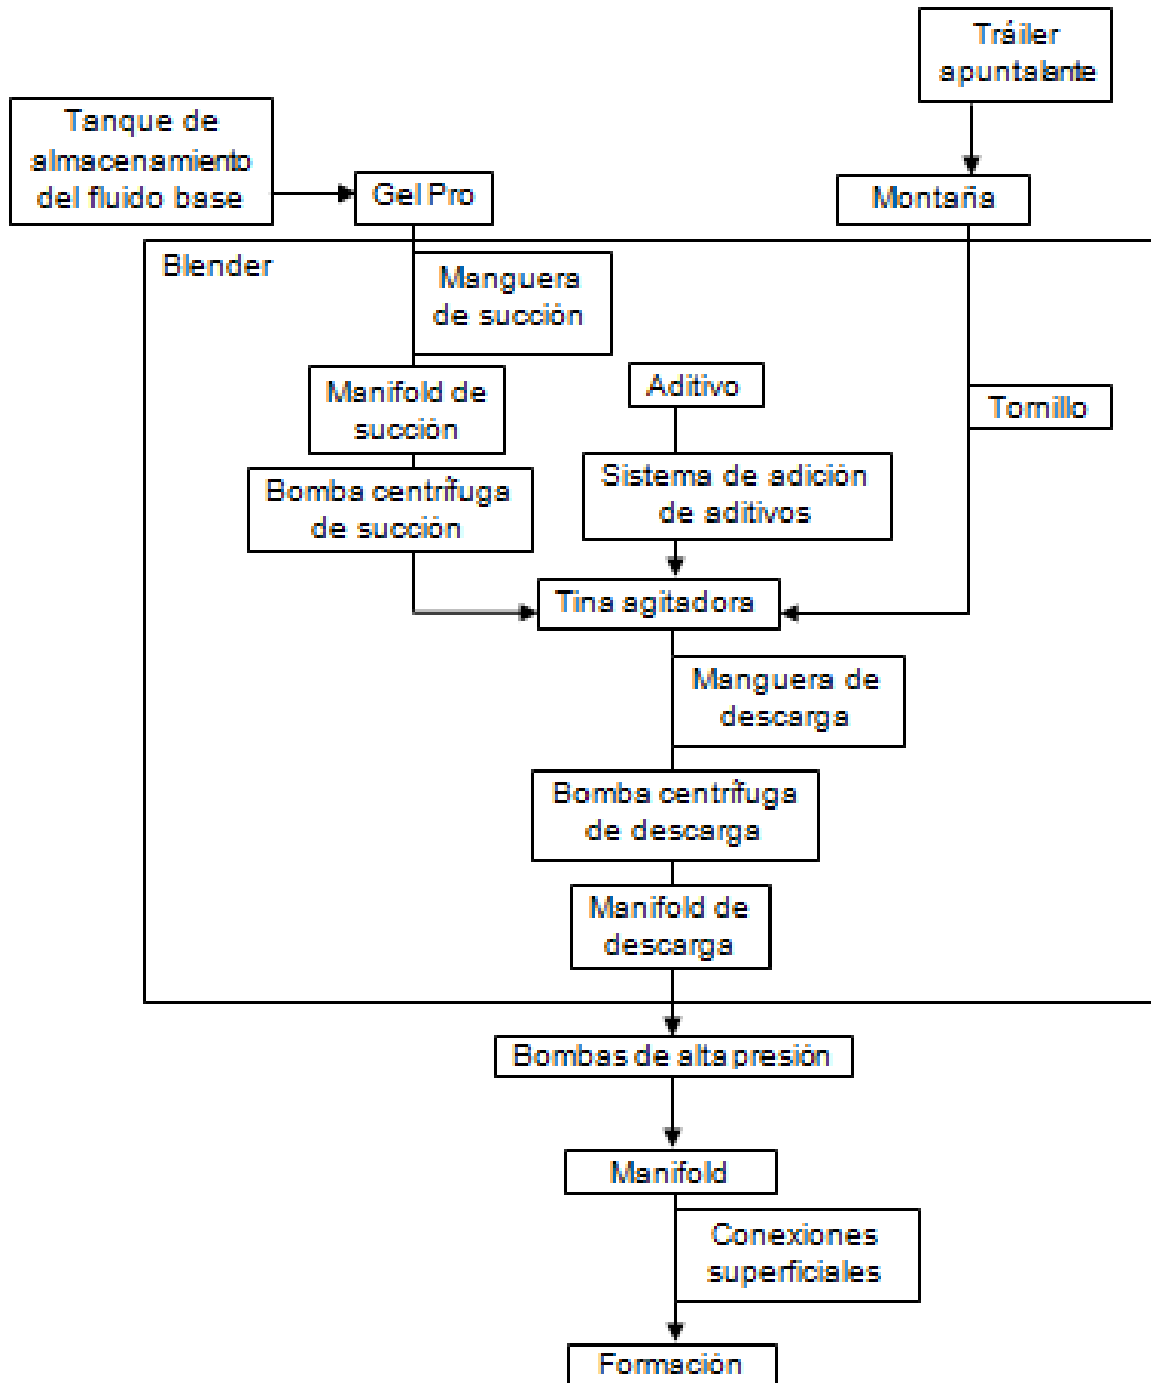 Tráiler
apuntalante
Tanque de
almacenamiento
del fluido base
Gel Pro
Montaña
Blender
Manguera
de succión
Manifold de
succión
Aditivo
Tornillo
Bomba centrífuga
de succión
Sistema de adición
de aditivos
Tina agitadora
Manguera de
descarga
Bomba centrífuga
de descarga
Manifold de
descarga
Bombas de alta presión
Manifold
Conexiones
superficiales
Formación